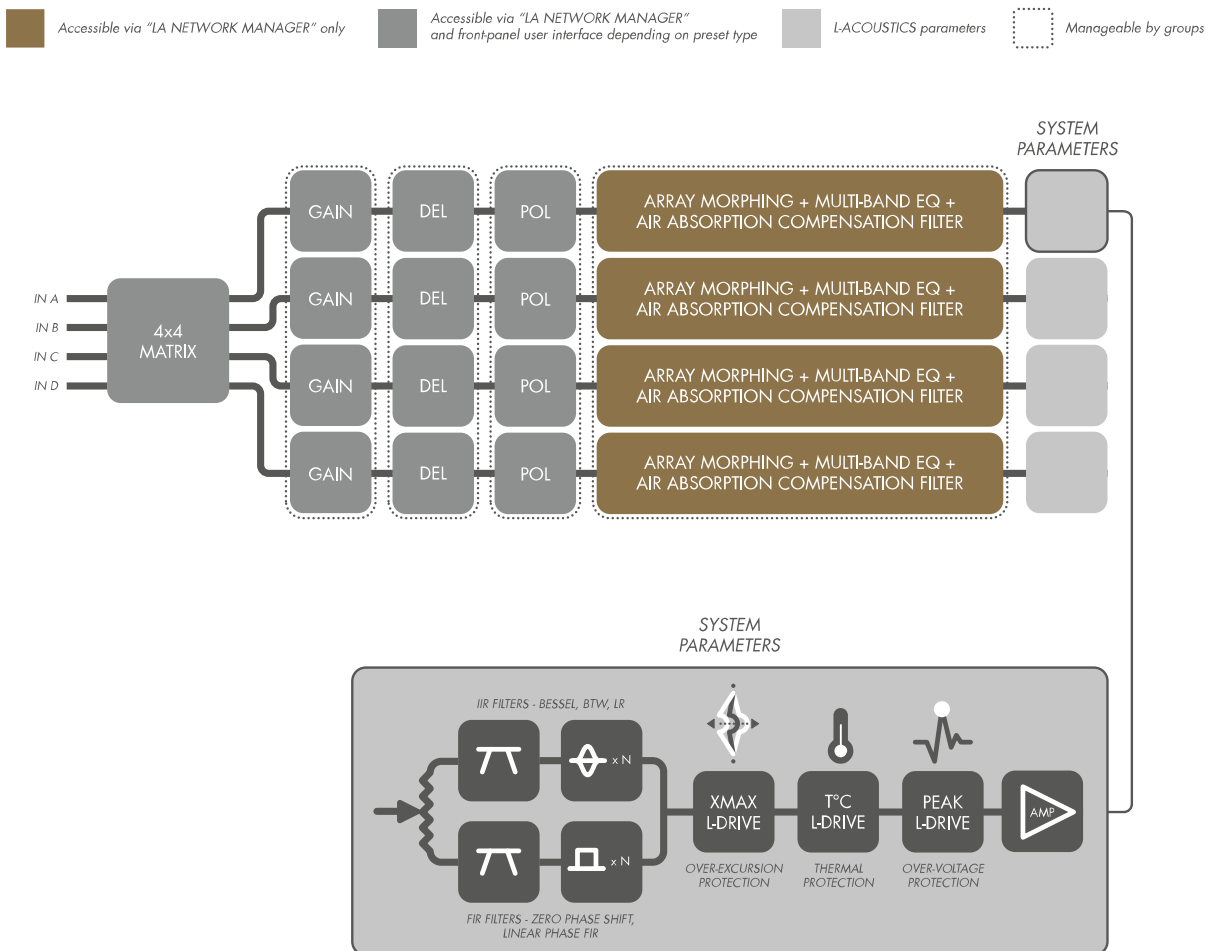 Accessible via “LA NETWORK MANAGER” only
Accessible via “LA NETWORK MANAGER”
and front-panel user interface depending on preset type
L-ACOUSTICS parameters
Manageable by groups
SYSTEM
PARAMETERS
GAIN
DEL
POL
ARRAY MORPHING + MULTI-BAND EQ +
AIR ABSORPTION COMPENSATION FILTER
IN A
IN B
IN C
IN D
4x4
MATRIX
GAIN
DEL
POL
ARRAY MORPHING + MULTI-BAND EQ +
AIR ABSORPTION COMPENSATION FILTER
GAIN
DEL
POL
ARRAY MORPHING + MULTI-BAND EQ +
AIR ABSORPTION COMPENSATION FILTER
GAIN
DEL
POL
ARRAY MORPHING + MULTI-BAND EQ +
AIR ABSORPTION COMPENSATION FILTER
SYSTEM
PARAMETERS
IIR FILTERS - BESSEL, BTW, LR
x N
x N
FIR FILTERS - ZERO PHASE SHIFT,
LINEAR PHASE FIR
XMAX
L-DRIVE
OVER-EXCURSION
PROTECTION
T°C
L-DRIVE
THERMAL
PROTECTION
PEAK
L-DRIVE
OVER-VOLTAGE
PROTECTION
AMP